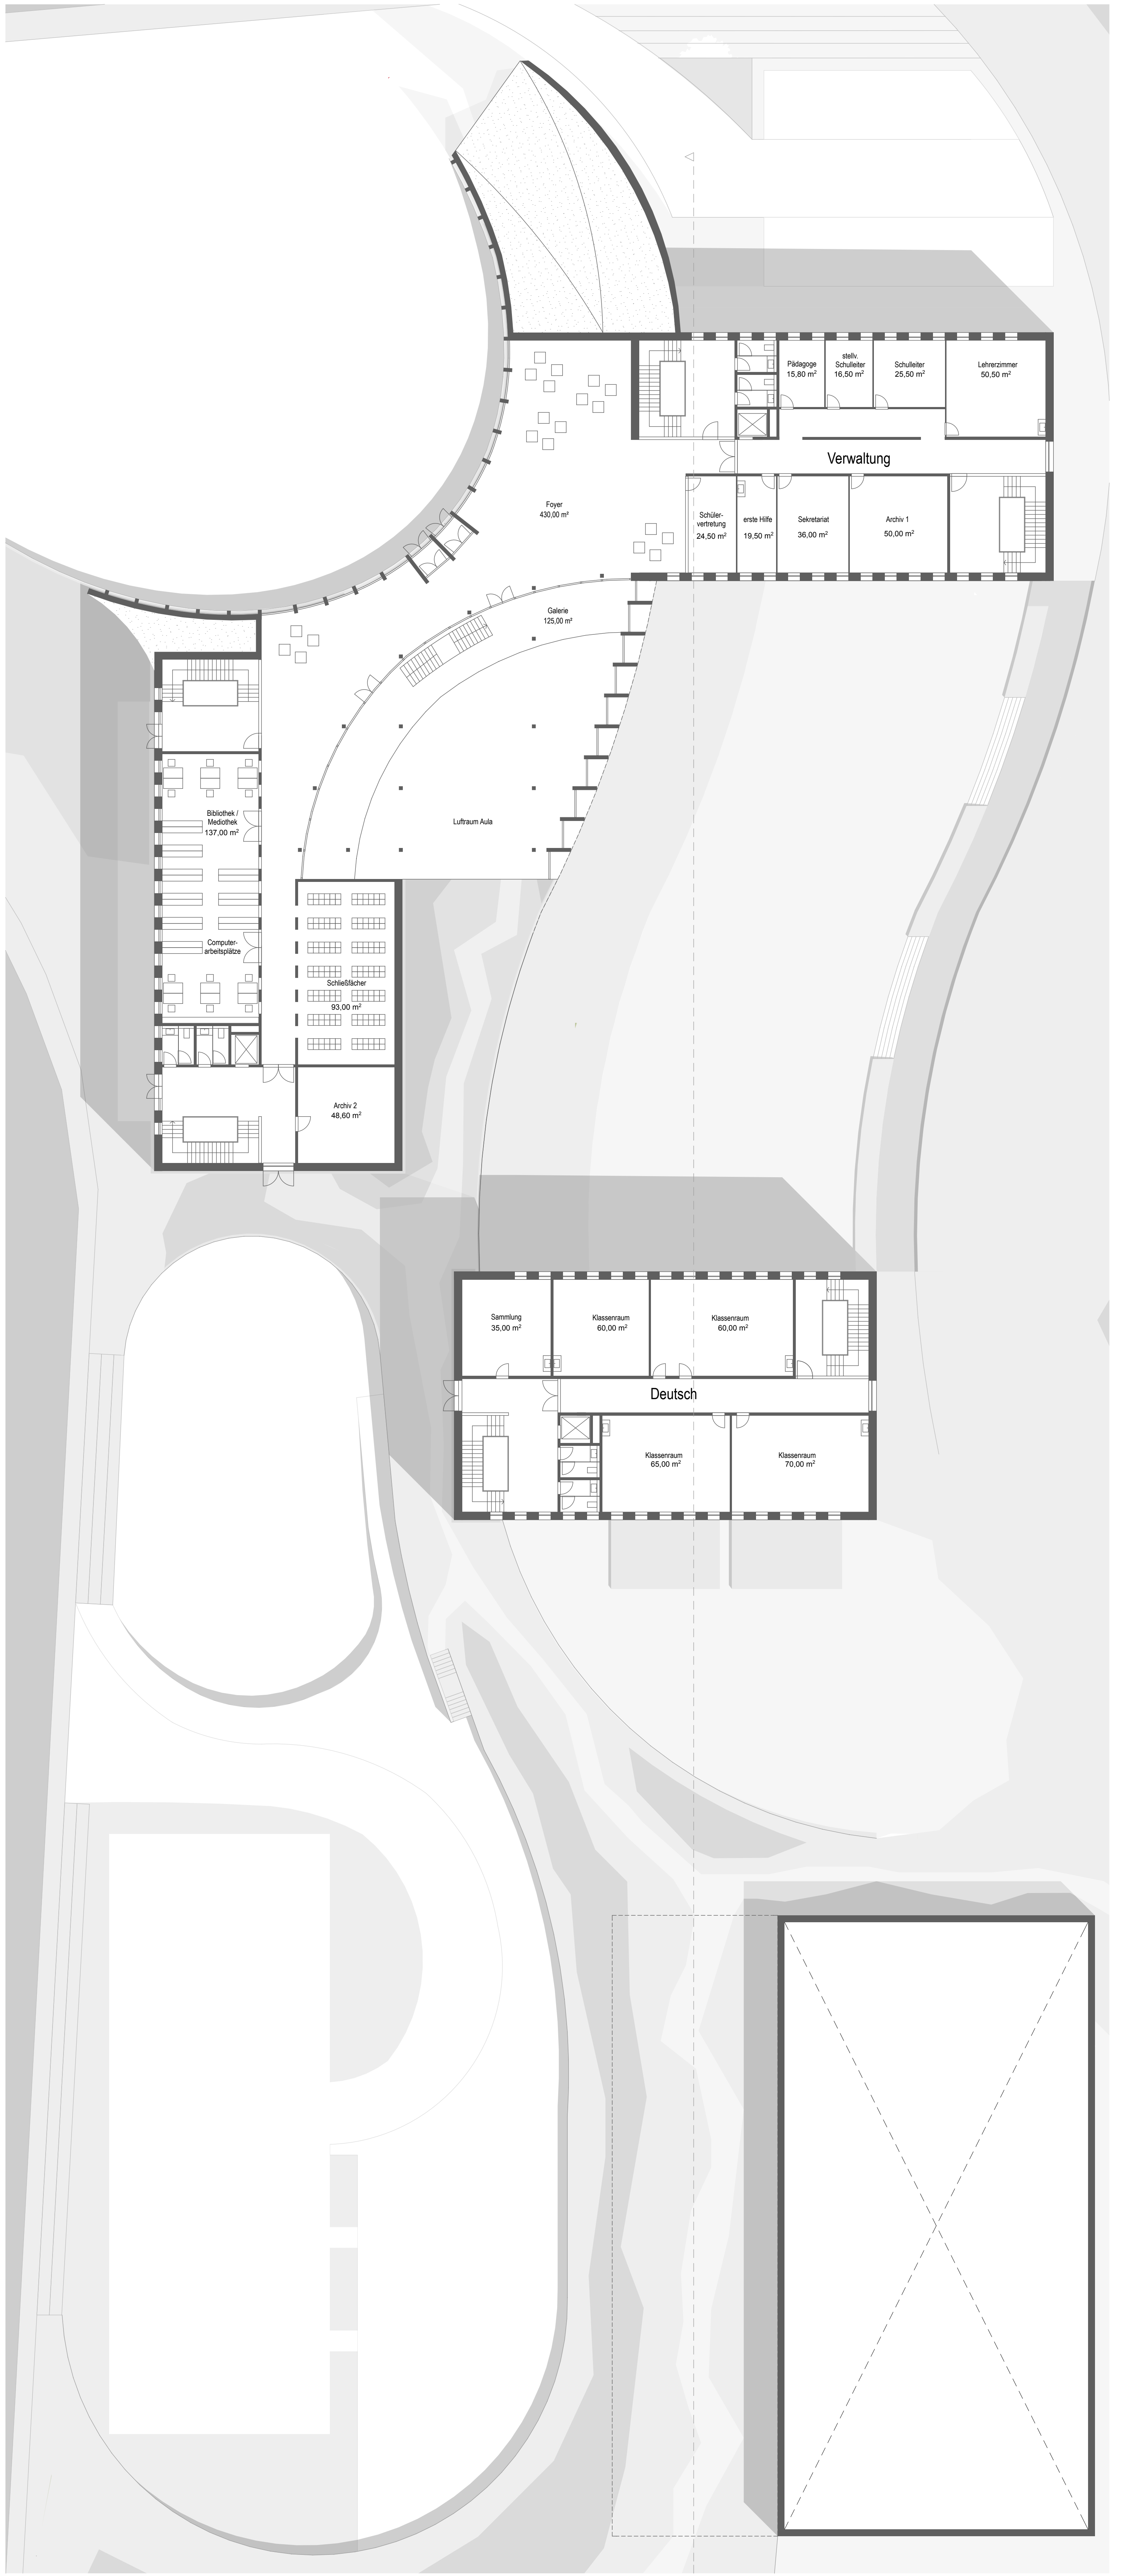 Pädagoge
15,80 m²
stellv.
Schulleiter
16,50 m²
Schulleiter
25,50 m²
Lehrerzimmer
50,50 m²
Verwaltung
Foyer
430,00 m²
Schüler-
vertretung
24,50 m²
erste Hilfe
19,50 m²
Sekretariat
36,00 m²
Archiv 1
50,00 m²
Galerie
125,00 m²
Bibliothek /
Mediothek
137,00 m²
Luftraum Aula
Computer-
arbeitsplätze
Schließfächer
93,00 m²
Archiv 2
48,60 m²
Sammlung
35,00 m²
Klassenraum
60,00 m²
Klassenraum
60,00 m²
Deutsch
Klassenraum
65,00 m²
Klassenraum
70,00 m²